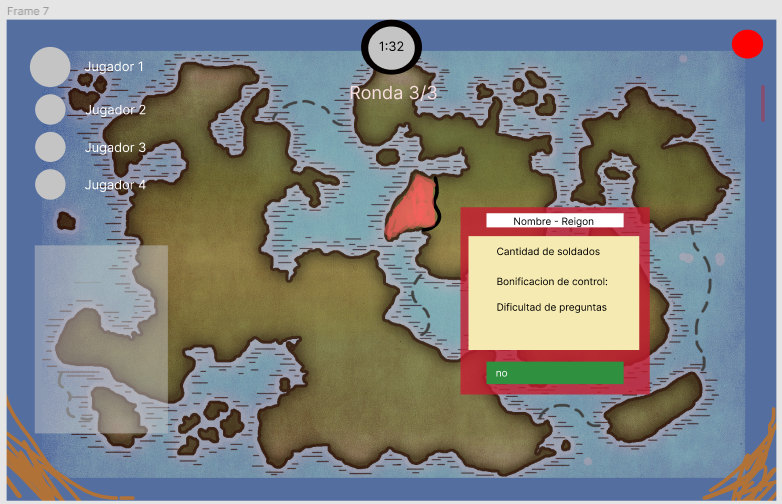 Frame 7
1:32
Jugador 1
Ronda 3/3
Jugador 2
Jugador 3
Jugador 4
Nombre - Reigon
Cantidad de soldados
Bonificacion de control:
Dificultad de preguntas
no